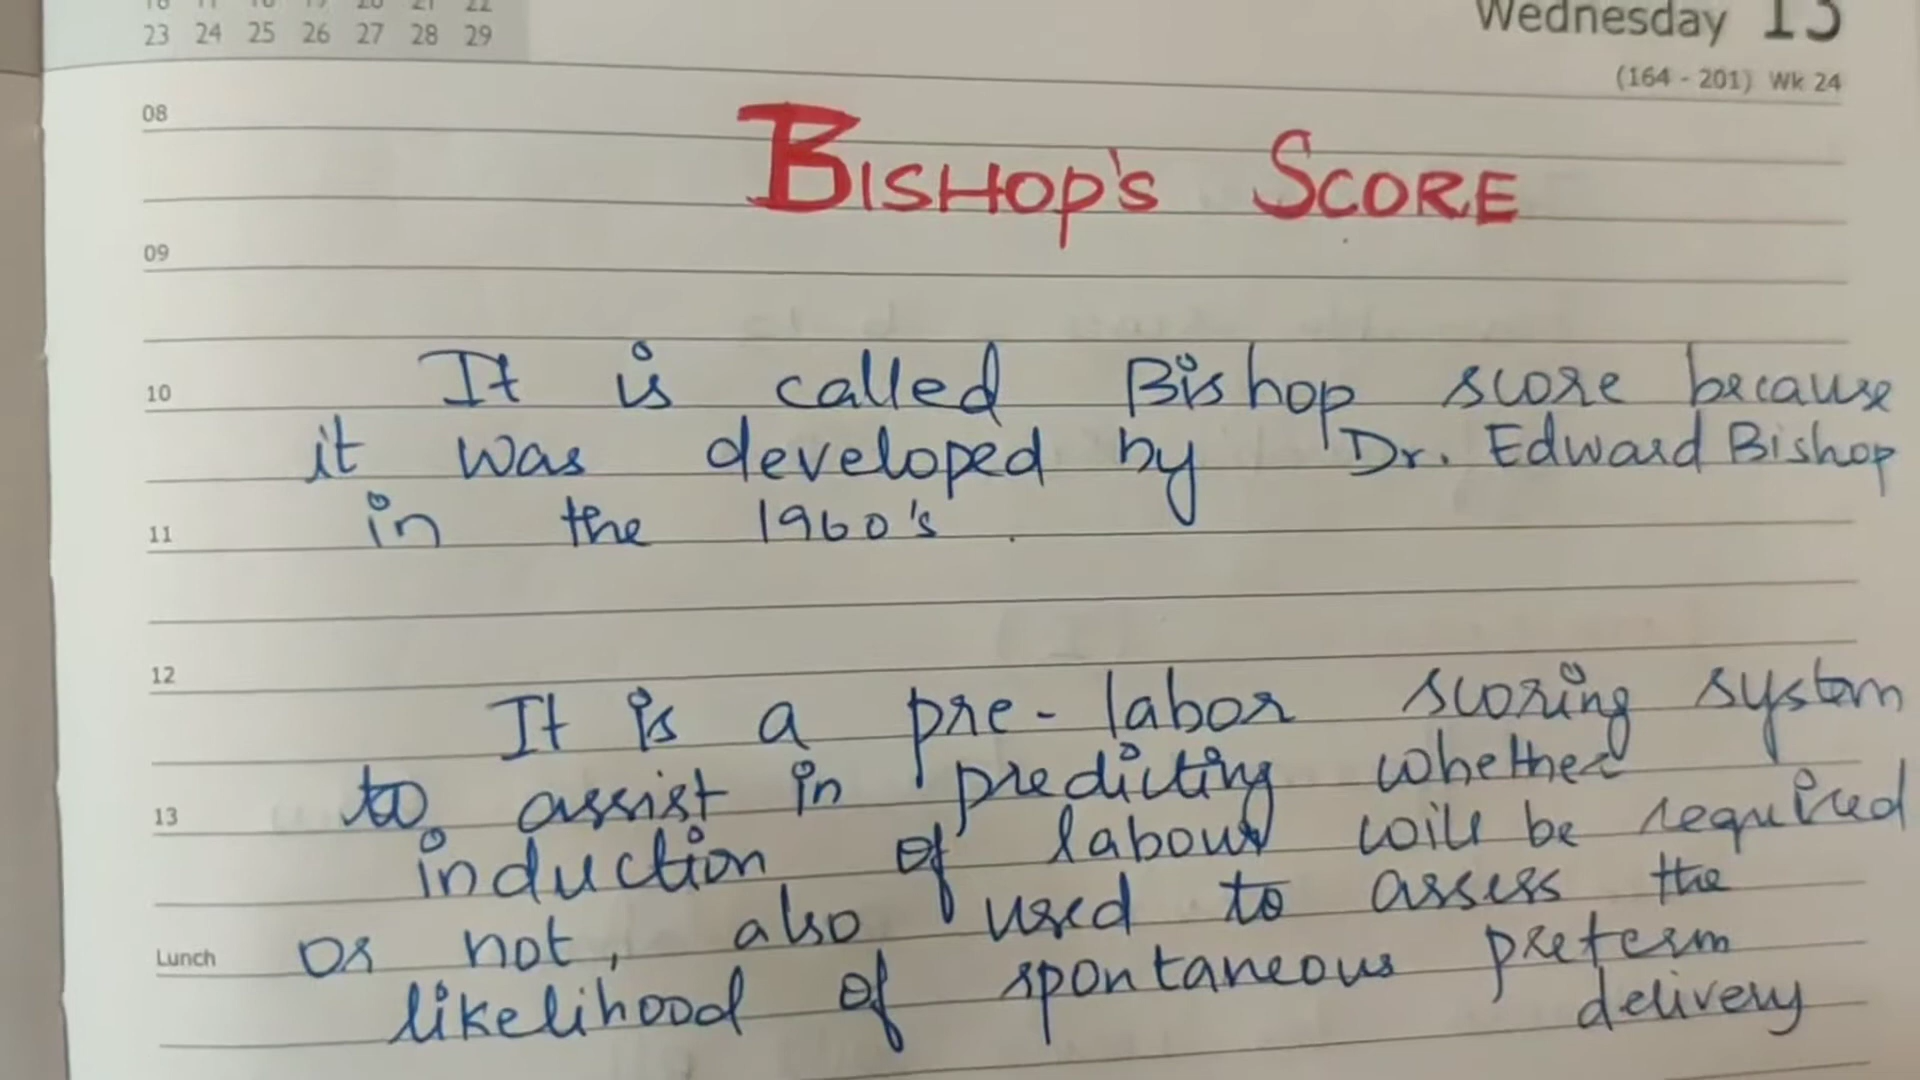 23 24 25 26 27 28 29
Wednesday 13
(164 - 201) Wk 24
08
BISHOP'S SCORE
09
10
It is called Bishop score because
it was developed by Dr. Edward Bishop
11
in the 1960's.
12
It is a pre-labor scoring system
13
to assist in predicting whether
induction of labour will be required
Lunch
or not, also used to assess the
likelihood of spontaneous preterm
delivery